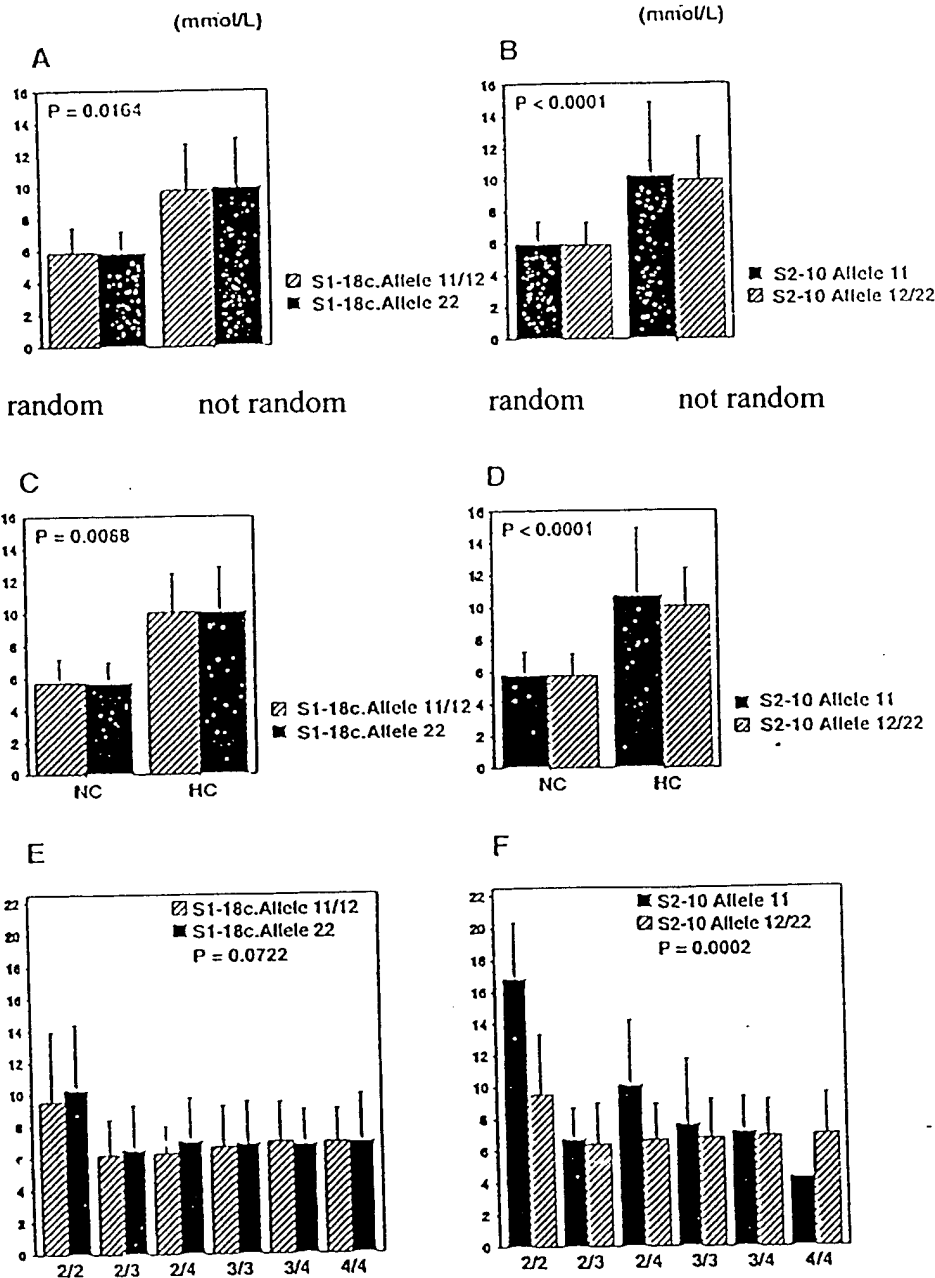 (mmol/L)
(mmol/L)
A
16
14
12
10
8
6
4
2
0
P = 0.0164
S1-18c.Allele 11/12
S1-18c.Allele 22
random
not random
B
16
14
12
10
8
6
4
2
0
P < 0.0001
S2-10 Allele 11
S2-10 Allele 12/22
random
not random
C
16
14
12
10
8
6
4
2
0
P = 0.0068
S1-18c.Allele 11/12
S1-18c.Allele 22
NC
HC
D
16
14
12
10
8
6
4
2
0
P < 0.0001
S2-10 Allele 11
S2-10 Allele 12/22
NC
HC
E
22
20
18
16
14
12
10
8
6
4
2
0
S1-18c.Allele 11/12
S1-18c.Allele 22
P = 0.0722
2/2 2/3 2/4 3/3 3/4 4/4
F
22
20
18
16
14
12
10
8
6
4
2
0
S2-10 Allele 11
S2-10 Allele 12/22
P = 0.0002
2/2 2/3 2/4 3/3 3/4 4/4